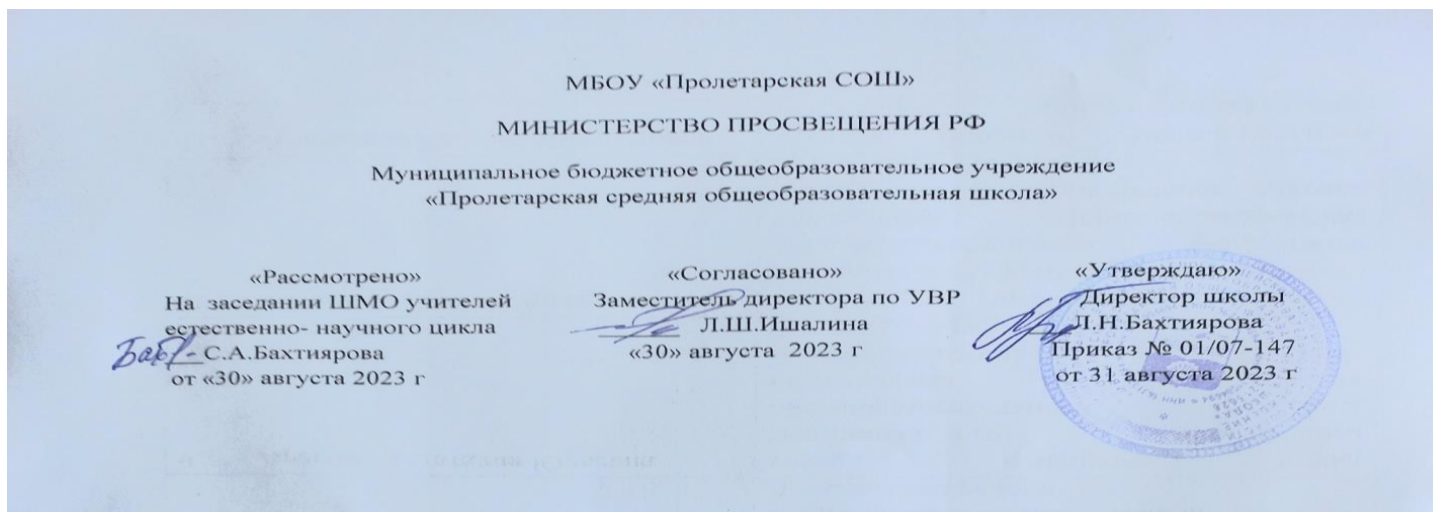 МБОУ «Пролетарская СОШ»
МИНИСТЕРСТВО ПРОСВЕЩЕНИЯ РФ
Муниципальное бюджетное общеобразовательное учреждение
«Пролетарская средняя общеобразовательная школа»
«Рассмотрено»
На заседании ШМО учителей
естественно- научного цикла
С.А.Бахтиярова
от «30» августа 2023 г
«Согласовано»
Заместитель директора по УВР
Л.Ш.Ишалина
«30» августа 2023 г
«Утверждаю»
Директор школы
Л.Н.Бахтиярова
Приказ № 01/07-147
от 31 августа 2023 г